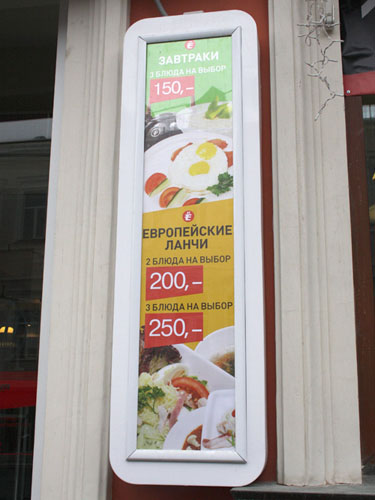 Ё
ЗАВТРАКИ
3 БЛЮДА НА ВЫБОР
150,–
Ё
ЕВРОПЕЙСКИЕ
ЛАНЧИ
2 БЛЮДА НА ВЫБОР
200,–
3 БЛЮДА НА ВЫБОР
250,–